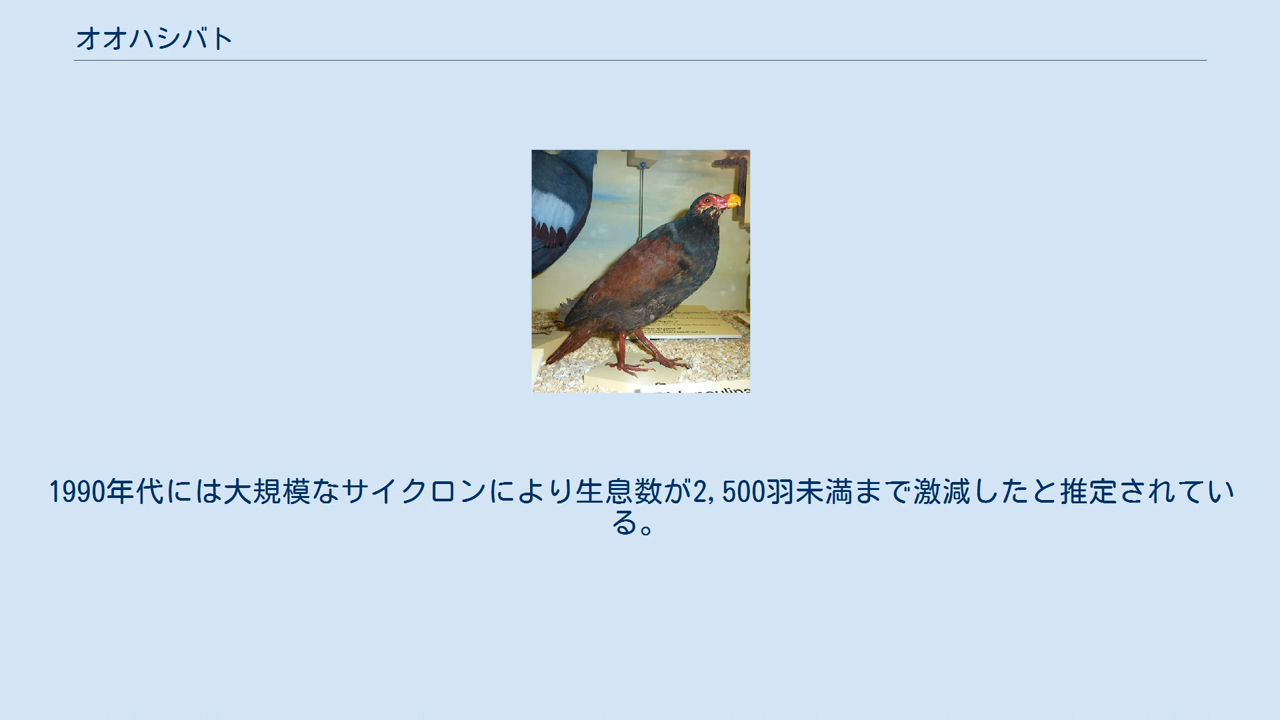 オオハシバト
1990年代には大規模なサイクロンにより生息数が2,500羽未満まで激減したと推定されてい
る。